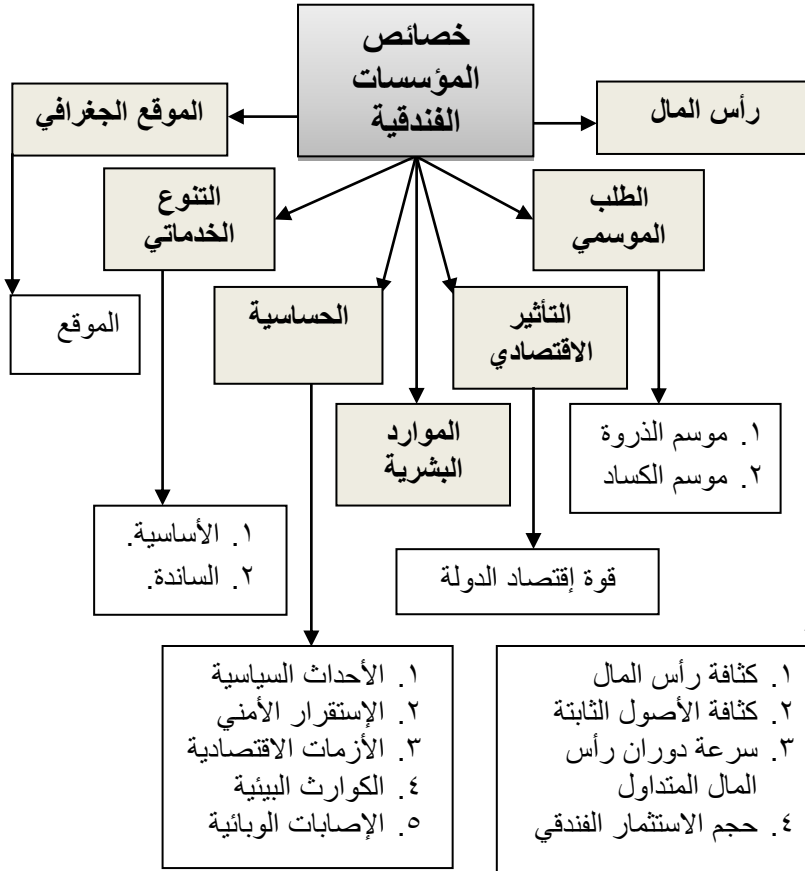 خصائص
المؤسسات
الفندقية
رأس المال
الموقع الجغرافي
الطلب
الموسمي
التنوع
الخدماتي
التأثير
الاقتصادي
الحساسية
الموقع
الموارد
البشرية
١. موسم الذروة
٢. موسم الكساد
١. الأساسية.
٢. الساندة.
قوة إقتصاد الدولة
١. كثافة رأس المال
٢. كثافة الأصول الثابتة
٣. سرعة دوران رأس
المال المتداول
٤. حجم الاستثمار الفندقي
١. الأحداث السياسية
٢. الإستقرار الأمني
٣. الأزمات الاقتصادية
٤. الكوارث البيئية
٥. الإصابات الوبائية